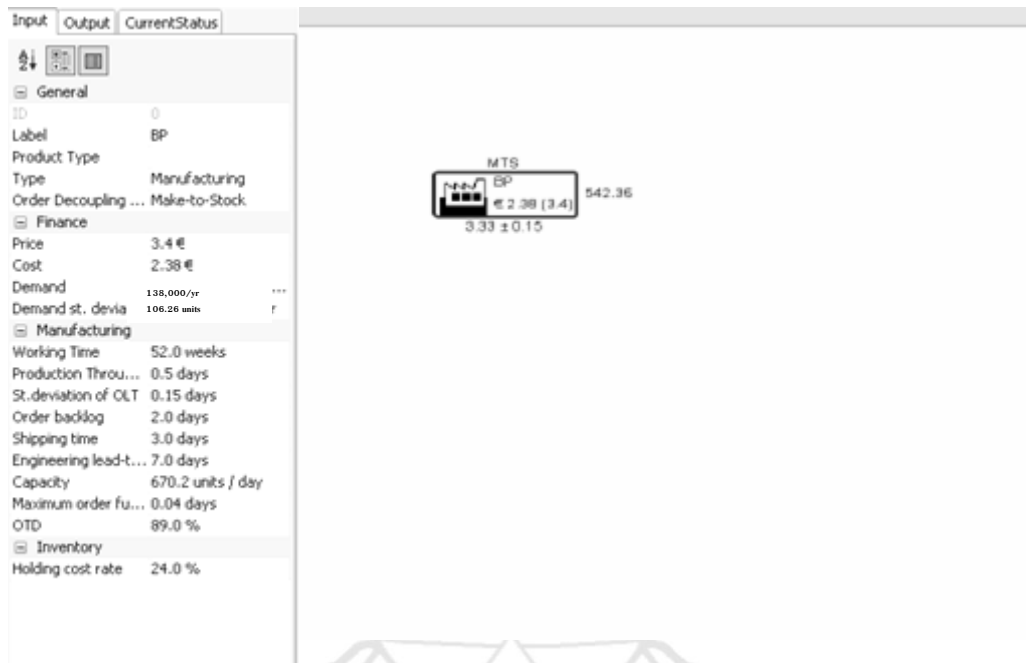 Input Output CurrentStatus
General
ID 0
Label BP
Product Type
Type Manufacturing
Order Decoupling ... Make-to-Stock
Finance
Price 3.4 €
Cost 2.38 €
Demand 138,000/yr ...
Demand st. devia 106.26 units r
Manufacturing
Working Time 52.0 weeks
Production Throu... 0.5 days
St.deviation of OLT 0.15 days
Order backlog 2.0 days
Shipping time 3.0 days
Engineering lead-t... 7.0 days
Capacity 670.2 units / day
Maximum order fu... 0.04 days
OTD 89.0 %
Inventory
Holding cost rate 24.0 %
MTS
BP
€ 2.38 (3.4)
542.36
3.33 ± 0.15